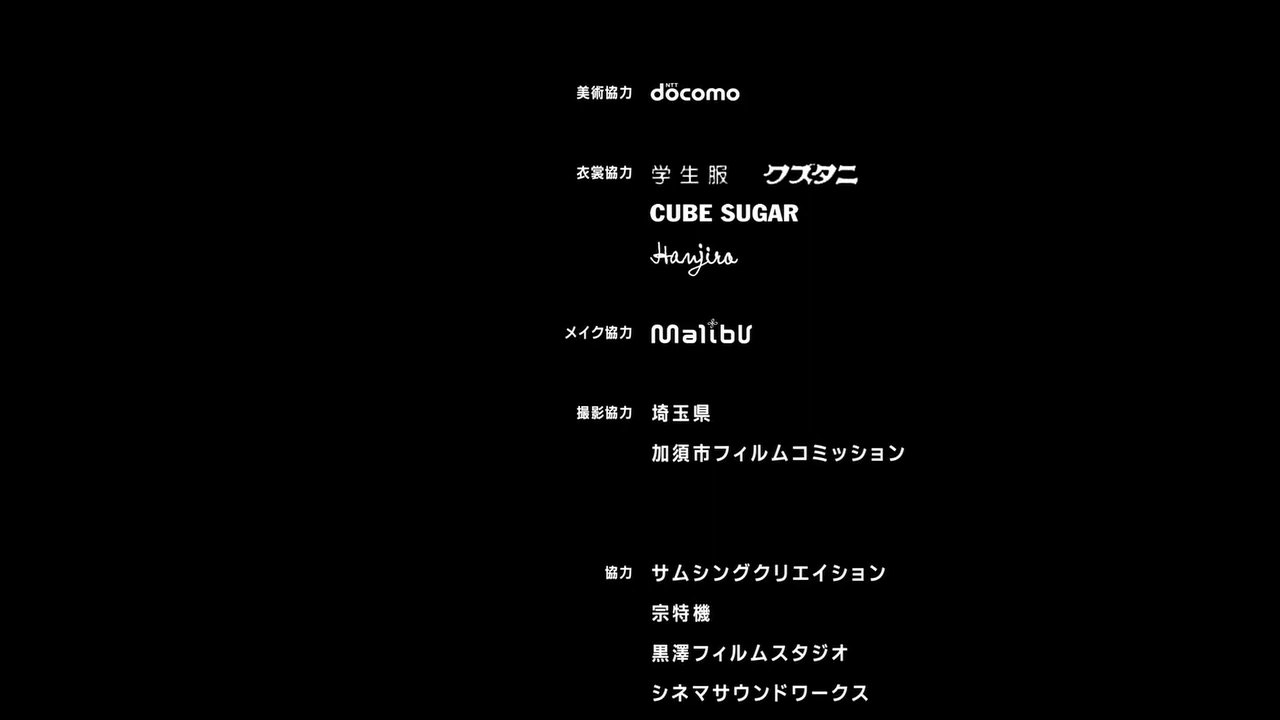 美術協力 NTT docomo
衣裳協力 学生服 ワズタニ
CUBE SUGAR
Hanjiro
メイク協力 Malibu
撮影協力 埼玉県
加須市フィルムコミッション
協力 サムシングクリエイション
宗特機
黒澤フィルムスタジオ
シネマサウンドワークス